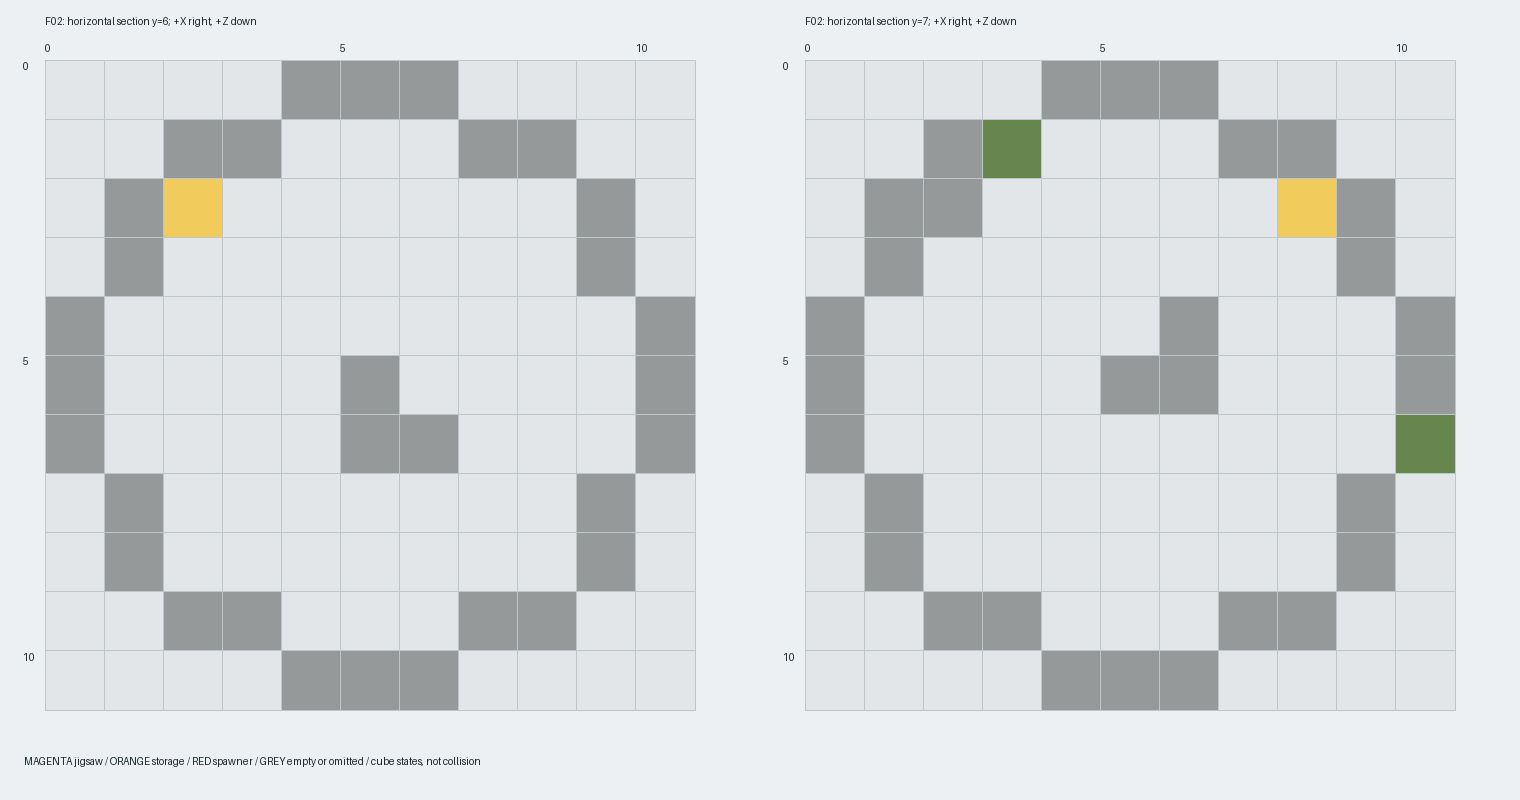 F02: horizontal section y=6; +X right, +Z down
F02: horizontal section y=7; +X right, +Z down
0 5 10
0 5 10
0
0
5
5
10
10
MAGENTA jigsaw / ORANGE storage / RED spawner / GREY empty or omitted / cube states, not collision